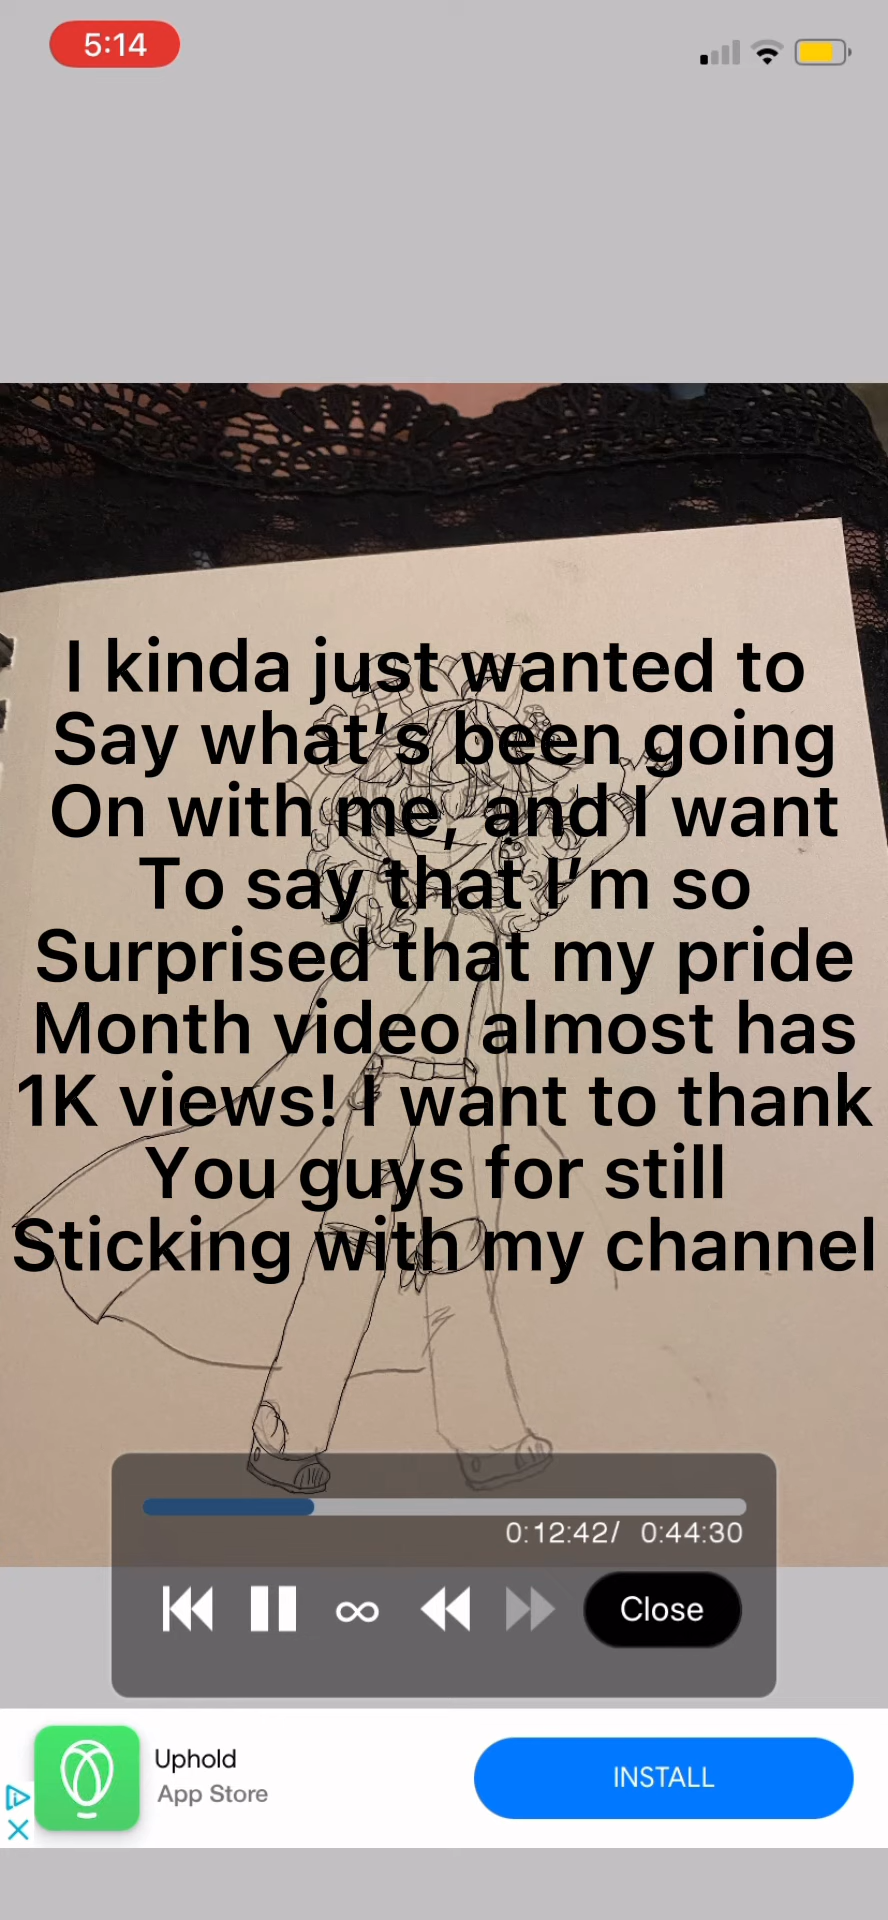 5:14
I kinda just wanted to
Say what's been going
On with me, and I want
To say that I'm so
Surprised that my pride
Month video almost has
1K views! I want to thank
You guys for still
Sticking with my channel
0:12:42/ 0:44:30
Close
Uphold
App Store
INSTALL